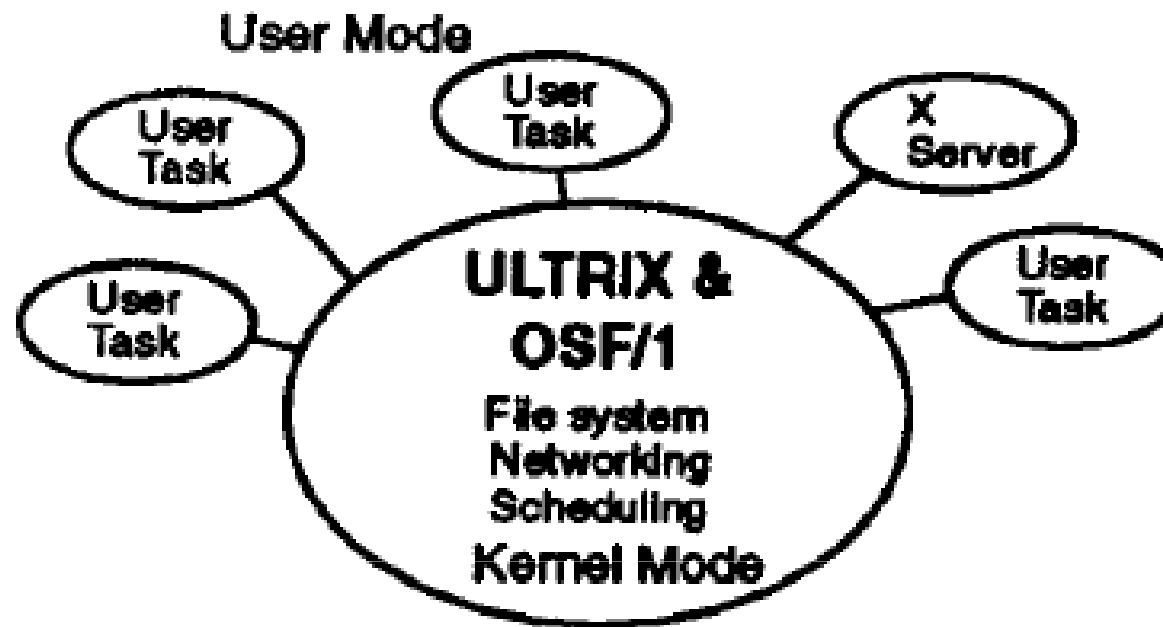 User Mode
User
Task
User
Task
X
Server
User
Task
User
Task
ULTRIX &
OSF/1
File system
Networking
Scheduling
Kernel Mode